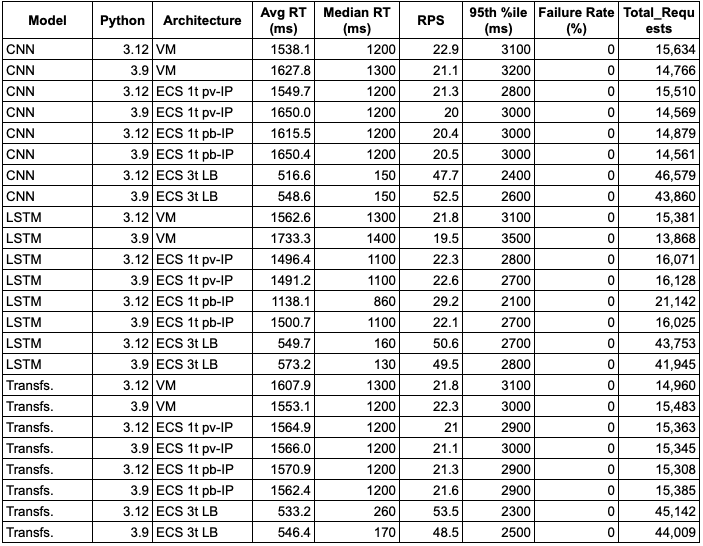 Model Python Architecture Avg RT (ms) Median RT (ms) RPS 95th %ile (ms) Failure Rate (%) Total_Requests
CNN 3.12 VM 1538.1 1200 22.9 3100 0 15,634
CNN 3.9 VM 1627.8 1300 21.1 3200 0 14,766
CNN 3.12 ECS 1t pv-IP 1549.7 1200 21.3 2800 0 15,510
CNN 3.9 ECS 1t pv-IP 1650.0 1200 20 3000 0 14,569
CNN 3.12 ECS 1t pb-IP 1615.5 1200 20.4 3000 0 14,879
CNN 3.9 ECS 1t pb-IP 1650.4 1200 20.5 3000 0 14,561
CNN 3.12 ECS 3t LB 516.6 150 47.7 2400 0 46,579
CNN 3.9 ECS 3t LB 548.6 150 52.5 2600 0 43,860
LSTM 3.12 VM 1562.6 1300 21.8 3100 0 15,381
LSTM 3.9 VM 1733.3 1400 19.5 3500 0 13,868
LSTM 3.12 ECS 1t pv-IP 1496.4 1100 22.3 2800 0 16,071
LSTM 3.9 ECS 1t pv-IP 1491.2 1100 22.6 2700 0 16,128
LSTM 3.12 ECS 1t pb-IP 1138.1 860 29.2 2100 0 21,142
LSTM 3.9 ECS 1t pb-IP 1500.7 1100 22.1 2700 0 16,025
LSTM 3.12 ECS 3t LB 549.7 160 50.6 2700 0 43,753
LSTM 3.9 ECS 3t LB 573.2 130 49.5 2800 0 41,945
Transfs. 3.12 VM 1607.9 1300 21.8 3100 0 14,960
Transfs. 3.9 VM 1553.1 1200 22.3 3000 0 15,483
Transfs. 3.12 ECS 1t pv-IP 1564.9 1200 21 2900 0 15,363
Transfs. 3.9 ECS 1t pv-IP 1566.0 1200 21.1 3000 0 15,345
Transfs. 3.12 ECS 1t pb-IP 1570.9 1200 21.3 2900 0 15,308
Transfs. 3.9 ECS 1t pb-IP 1562.4 1200 21.6 2900 0 15,385
Transfs. 3.12 ECS 3t LB 533.2 260 53.5 2300 0 45,142
Transfs. 3.9 ECS 3t LB 546.4 170 48.5 2500 0 44,009